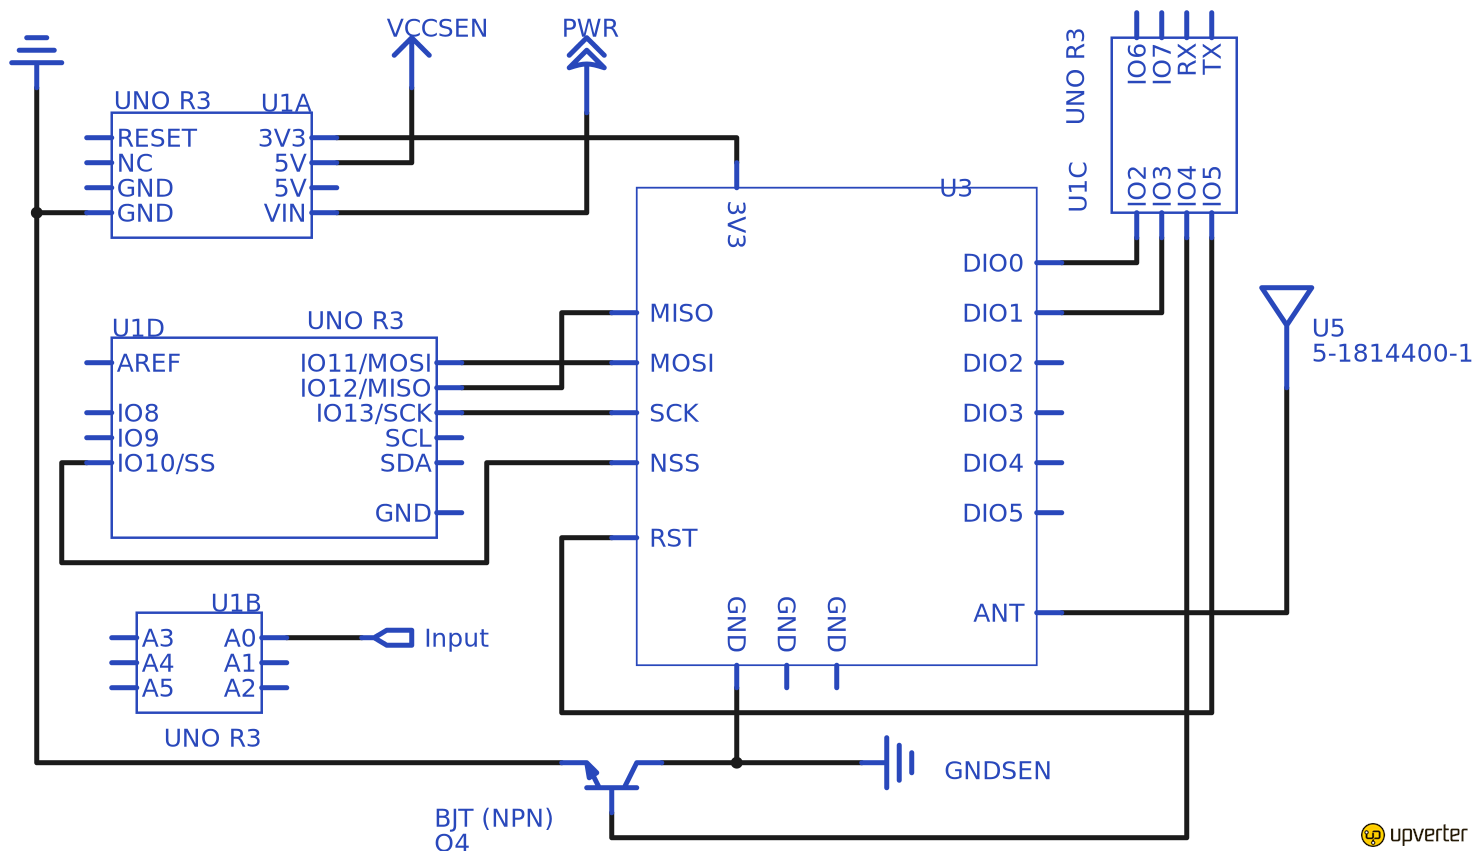 VCCSEN
PWR
UNO R3
U1A
RESET
NC
GND
GND
3V3
5V
5V
VIN
UNO R3
U1C
IO6
IO7
RX
TX
IO2
IO3
IO4
IO5
U3
3V3
MISO
MOSI
SCK
NSS
RST
DIO0
DIO1
DIO2
DIO3
DIO4
DIO5
ANT
GND
GND
GND
U5
5-1814400-1
U1D
UNO R3
AREF
IO8
IO9
IO10/SS
IO11/MOSI
IO12/MISO
IO13/SCK
SCL
SDA
GND
U1B
A3
A4
A5
A0
A1
A2
Input
UNO R3
GNDSEN
BJT (NPN)
Q4
upverter